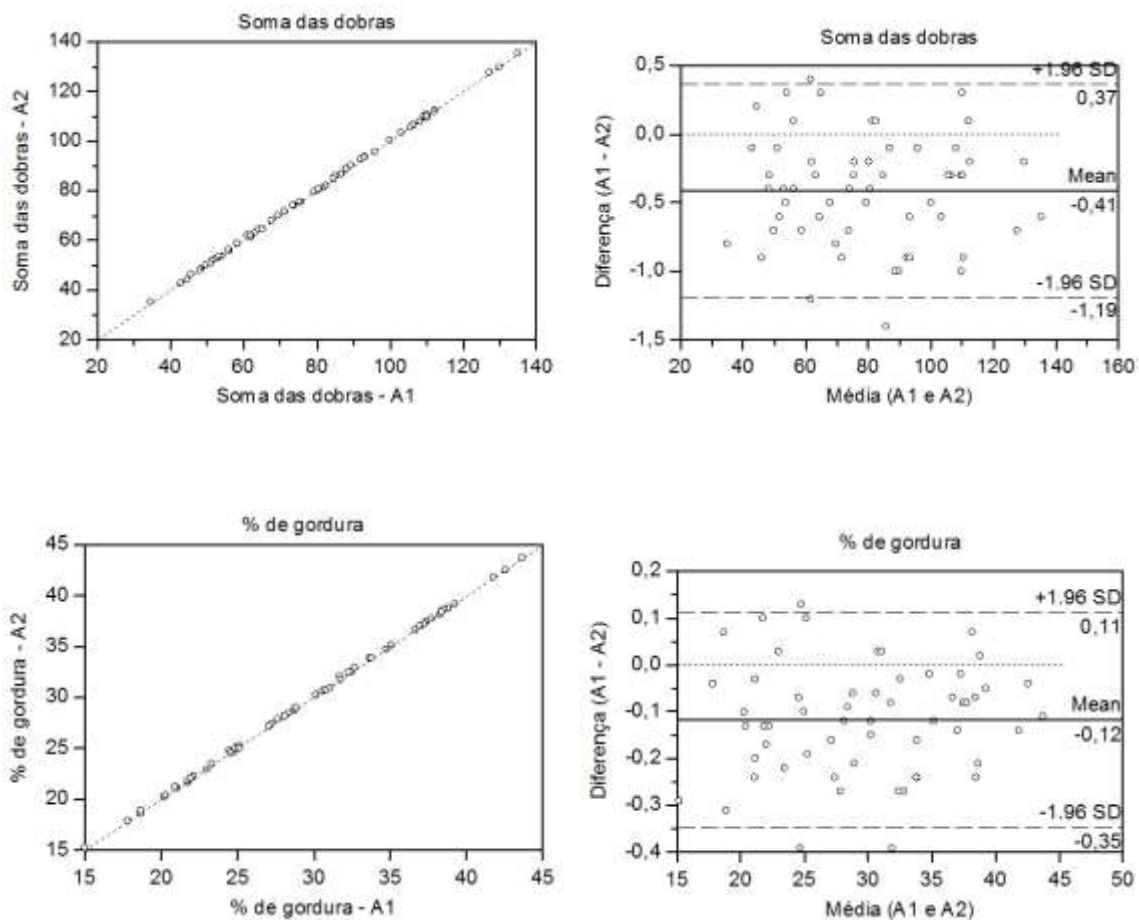 Soma das dobras
140
120
100
80
60
40
20
Soma das dobras - A2
20 40 60 80 100 120 140
Soma das dobras - A1
Soma das dobras
0,5
0,0
-0,5
-1,0
-1,5
Diferença (A1 - A2)
+1.96 SD
0,37
Mean
-0,41
-1.96 SD
-1,19
20 40 60 80 100 120 140 160
Média (A1 e A2)
% de gordura
45
40
35
30
25
20
15
% de gordura - A2
15 20 25 30 35 40 45
% de gordura - A1
% de gordura
0,2
0,1
0,0
-0,1
-0,2
-0,3
-0,4
Diferença (A1 - A2)
+1.96 SD
0,11
Mean
-0,12
-1.96 SD
-0,35
15 20 25 30 35 40 45 50
Média (A1 e A2)